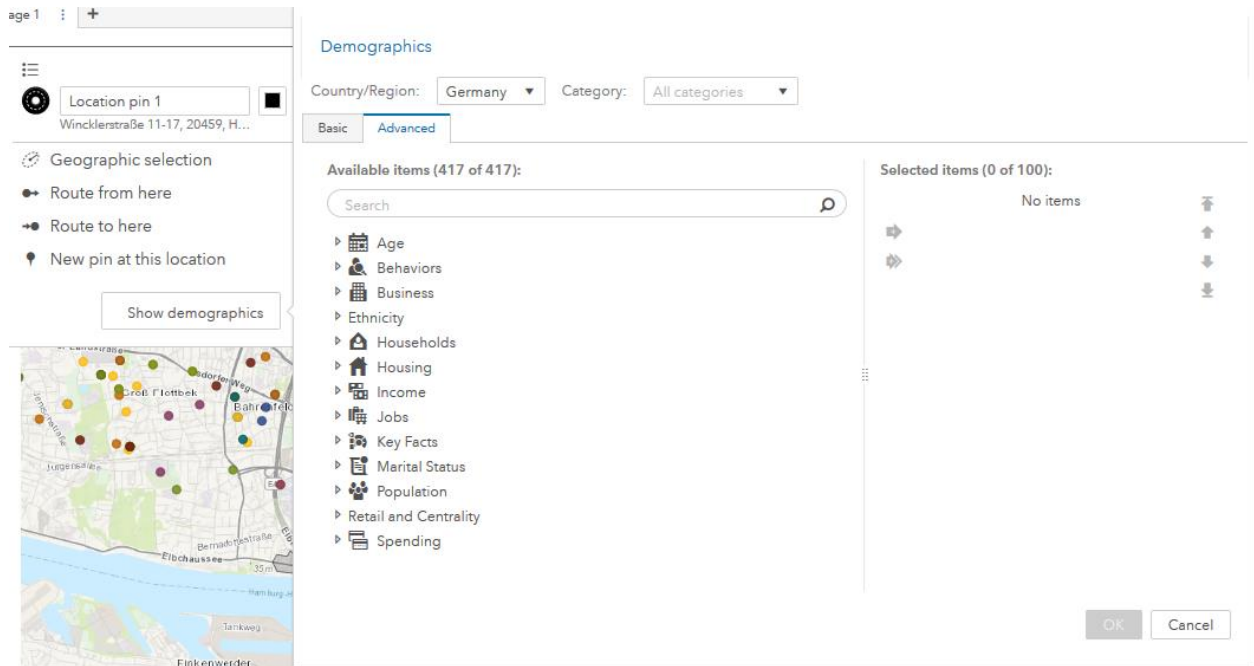 age 1
Location pin 1
Wincklerstraße 11-17, 20459, H...
Geographic selection
Route from here
Route to here
New pin at this location
Show demographics
Groß Flottbek
Elbchaussee
35 m
Tankweg
Finkenwerder
Demographics
Country/Region: Germany Category: All categories
Basic Advanced
Available items (417 of 417):
Search
Age
Behaviors
Business
Ethnicity
Households
Housing
Income
Jobs
Key Facts
Marital Status
Population
Retail and Centrality
Spending
Selected items (0 of 100):
No items
OK Cancel